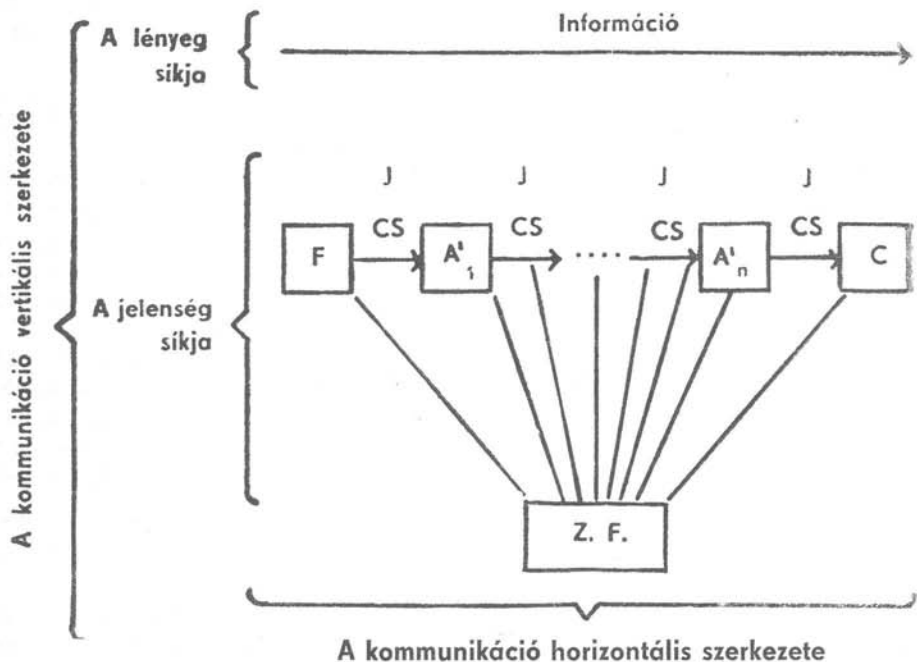 A kommunikáció vertikális szerkezete
A lényeg
síkja
Információ
A jelenség
síkja
J J J J
F CS A'₁ CS ..... CS A'ₙ CS C
Z. F.
A kommunikáció horizontális szerkezete